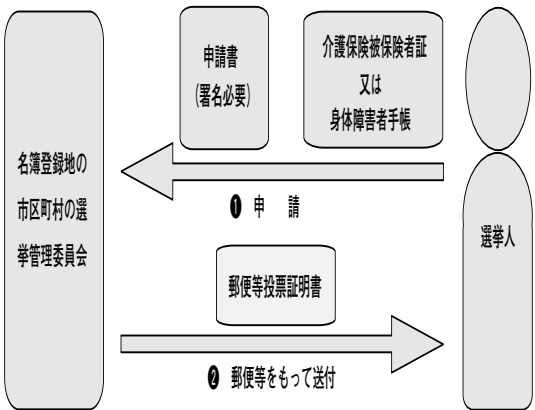 申請書
(署名必要)
介護保険被保険者証
又は
身体障害者手帳
名簿登録地の
市区町村の選
挙管理委員会
❶ 申 請
選挙人
郵便等投票証明書
❷ 郵便等をもって送付